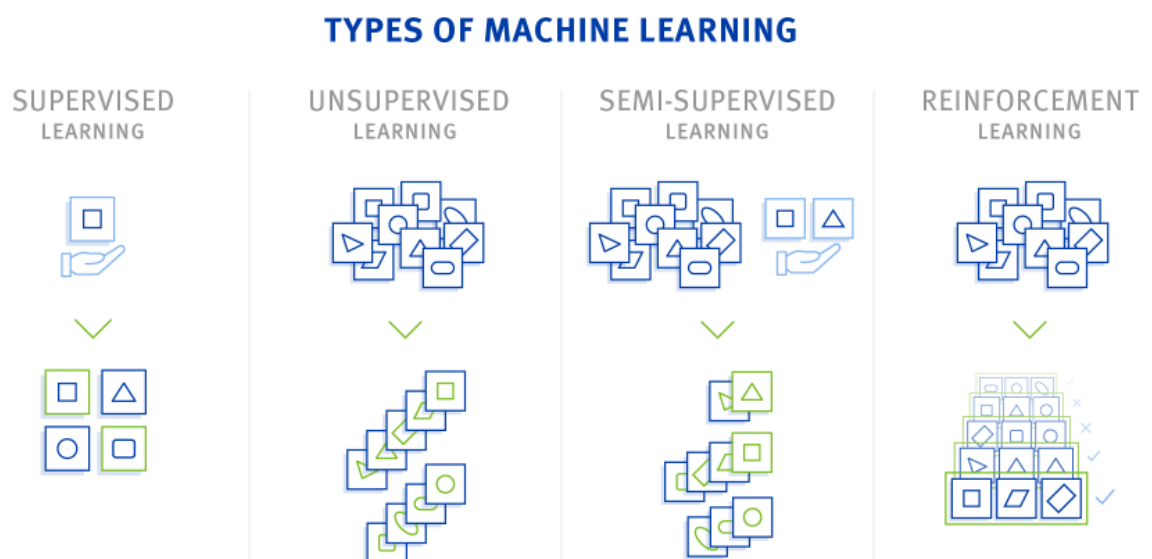 TYPES OF MACHINE LEARNING
SUPERVISED
LEARNING
UNSUPERVISED
LEARNING
SEMI-SUPERVISED
LEARNING
REINFORCEMENT
LEARNING